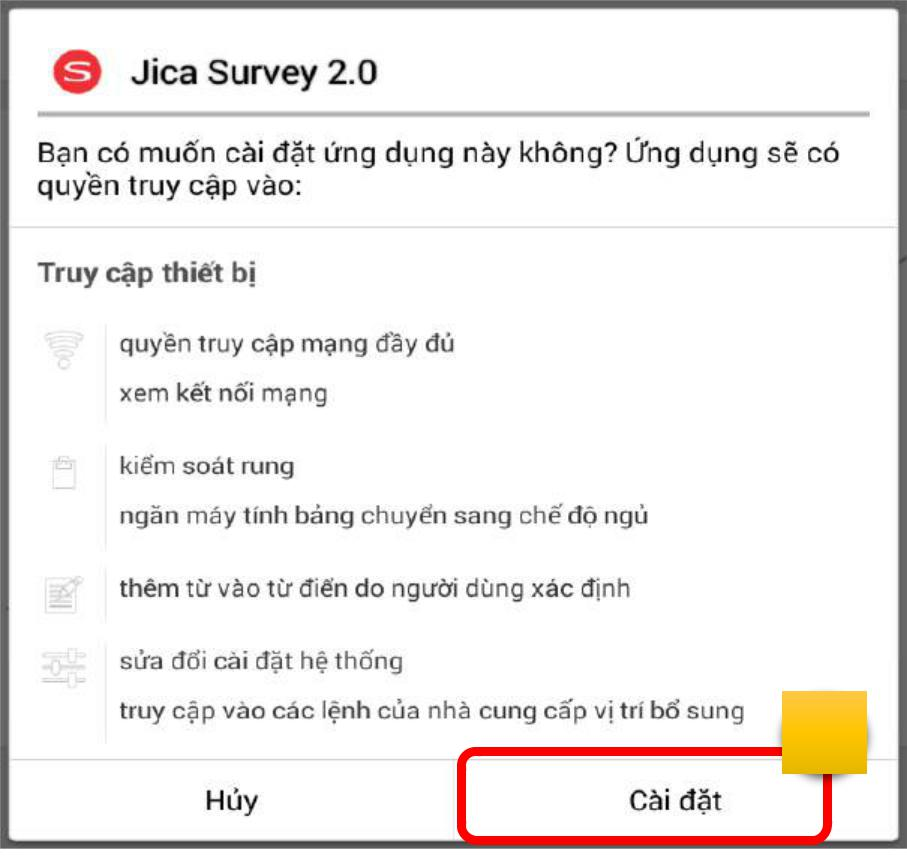 S
Jica Survey 2.0
Bạn có muốn cài đặt ứng dụng này không? Ứng dụng sẽ có
quyền truy cập vào:
Truy cập thiết bị
quyền truy cập mạng đầy đủ
xem kết nối mạng
kiểm soát rung
ngăn máy tính bảng chuyển sang chế độ ngủ
thêm từ vào từ điển do người dùng xác định
sửa đổi cài đặt hệ thống
truy cập vào các lệnh của nhà cung cấp vị trí bổ sung
Hủy
Cài đặt